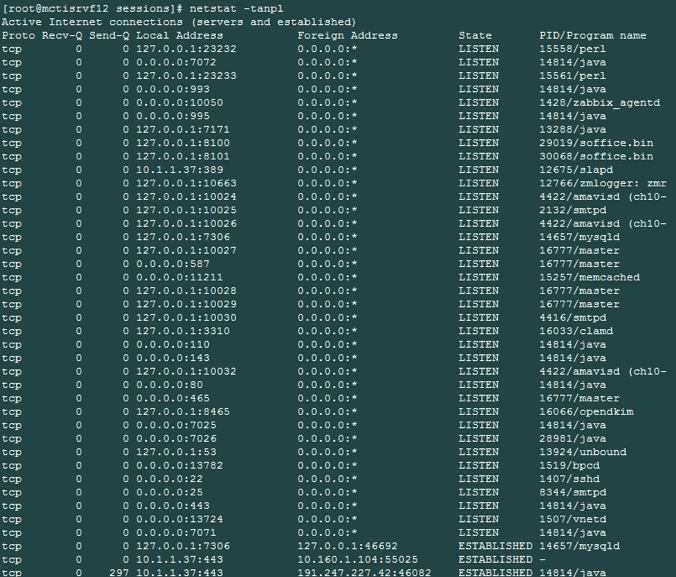 [root@mctisrvf12 sessions]# netstat -tanpl
Active Internet connections (servers and established)
Proto Recv-Q Send-Q Local Address Foreign Address State PID/Program name
tcp 0 0 127.0.0.1:23232 0.0.0.0:* LISTEN 15558/perl
tcp 0 0 0.0.0.0:7072 0.0.0.0:* LISTEN 14814/java
tcp 0 0 127.0.0.1:23233 0.0.0.0:* LISTEN 15561/perl
tcp 0 0 0.0.0.0:993 0.0.0.0:* LISTEN 14814/java
tcp 0 0 0.0.0.0:10050 0.0.0.0:* LISTEN 1428/zabbix_agentd
tcp 0 0 0.0.0.0:995 0.0.0.0:* LISTEN 14814/java
tcp 0 0 127.0.0.1:7171 0.0.0.0:* LISTEN 13288/java
tcp 0 0 127.0.0.1:8100 0.0.0.0:* LISTEN 29019/soffice.bin
tcp 0 0 127.0.0.1:8101 0.0.0.0:* LISTEN 30068/soffice.bin
tcp 0 0 10.1.1.37:389 0.0.0.0:* LISTEN 12675/slapd
tcp 0 0 127.0.0.1:10663 0.0.0.0:* LISTEN 12766/zmlogger: zmr
tcp 0 0 127.0.0.1:10024 0.0.0.0:* LISTEN 4422/amavisd (ch10-
tcp 0 0 127.0.0.1:10025 0.0.0.0:* LISTEN 2132/smtpd
tcp 0 0 127.0.0.1:10026 0.0.0.0:* LISTEN 4422/amavisd (ch10-
tcp 0 0 127.0.0.1:7306 0.0.0.0:* LISTEN 14657/mysqld
tcp 0 0 127.0.0.1:10027 0.0.0.0:* LISTEN 16777/master
tcp 0 0 0.0.0.0:587 0.0.0.0:* LISTEN 16777/master
tcp 0 0 0.0.0.0:11211 0.0.0.0:* LISTEN 15257/memcached
tcp 0 0 127.0.0.1:10028 0.0.0.0:* LISTEN 16777/master
tcp 0 0 127.0.0.1:10029 0.0.0.0:* LISTEN 16777/master
tcp 0 0 127.0.0.1:10030 0.0.0.0:* LISTEN 4416/smtpd
tcp 0 0 127.0.0.1:3310 0.0.0.0:* LISTEN 16033/clamd
tcp 0 0 0.0.0.0:110 0.0.0.0:* LISTEN 14814/java
tcp 0 0 0.0.0.0:143 0.0.0.0:* LISTEN 14814/java
tcp 0 0 127.0.0.1:10032 0.0.0.0:* LISTEN 4422/amavisd (ch10-
tcp 0 0 0.0.0.0:80 0.0.0.0:* LISTEN 14814/java
tcp 0 0 0.0.0.0:465 0.0.0.0:* LISTEN 16777/master
tcp 0 0 127.0.0.1:8465 0.0.0.0:* LISTEN 16066/opendkim
tcp 0 0 0.0.0.0:7025 0.0.0.0:* LISTEN 14814/java
tcp 0 0 0.0.0.0:7026 0.0.0.0:* LISTEN 28981/java
tcp 0 0 127.0.0.1:53 0.0.0.0:* LISTEN 13924/unbound
tcp 0 0 0.0.0.0:13782 0.0.0.0:* LISTEN 1519/bpcd
tcp 0 0 0.0.0.0:22 0.0.0.0:* LISTEN 1407/sshd
tcp 0 0 0.0.0.0:25 0.0.0.0:* LISTEN 8344/smtpd
tcp 0 0 0.0.0.0:443 0.0.0.0:* LISTEN 14814/java
tcp 0 0 0.0.0.0:13724 0.0.0.0:* LISTEN 1507/vnetd
tcp 0 0 0.0.0.0:7071 0.0.0.0:* LISTEN 14814/java
tcp 0 0 127.0.0.1:7306 127.0.0.1:46692 ESTABLISHED 14657/mysqld
tcp 0 0 10.1.1.37:443 10.160.1.104:55025 ESTABLISHED -
tcp 0 297 10.1.1.37:443 191.247.227.42:46082 ESTABLISHED 14814/java